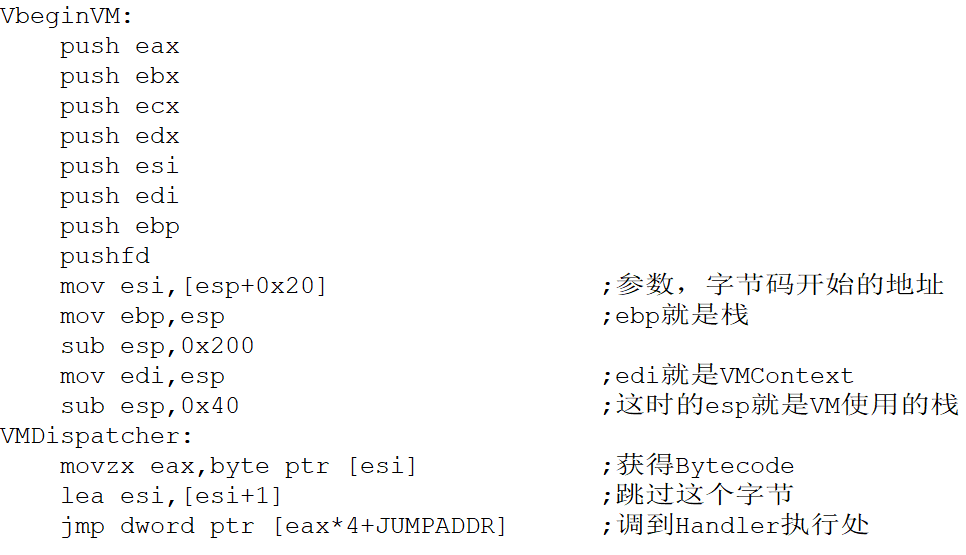 VbeginVM:
push eax
push ebx
push ecx
push edx
push esi
push edi
push ebp
pushfd
mov esi,[esp+0x20] ;参数，字节码开始的地址
mov ebp,esp ;ebp就是栈
sub esp,0x200
mov edi,esp ;edi就是VMContext
sub esp,0x40 ;这时的esp就是VM使用的栈
VMDispatcher:
movzx eax,byte ptr [esi] ;获得Bytecode
lea esi,[esi+1] ;跳过这个字节
jmp dword ptr [eax*4+JUMPADDR] ;调到Handler执行处